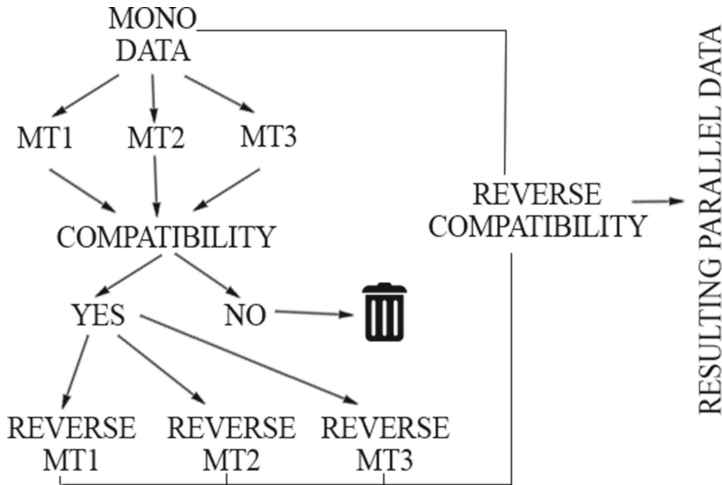 MONO
DATA
MT1
MT2
MT3
COMPATIBILITY
YES
NO
REVERSE
MT1
REVERSE
MT2
REVERSE
MT3
REVERSE
COMPATIBILITY
RESULTING PARALLEL DATA